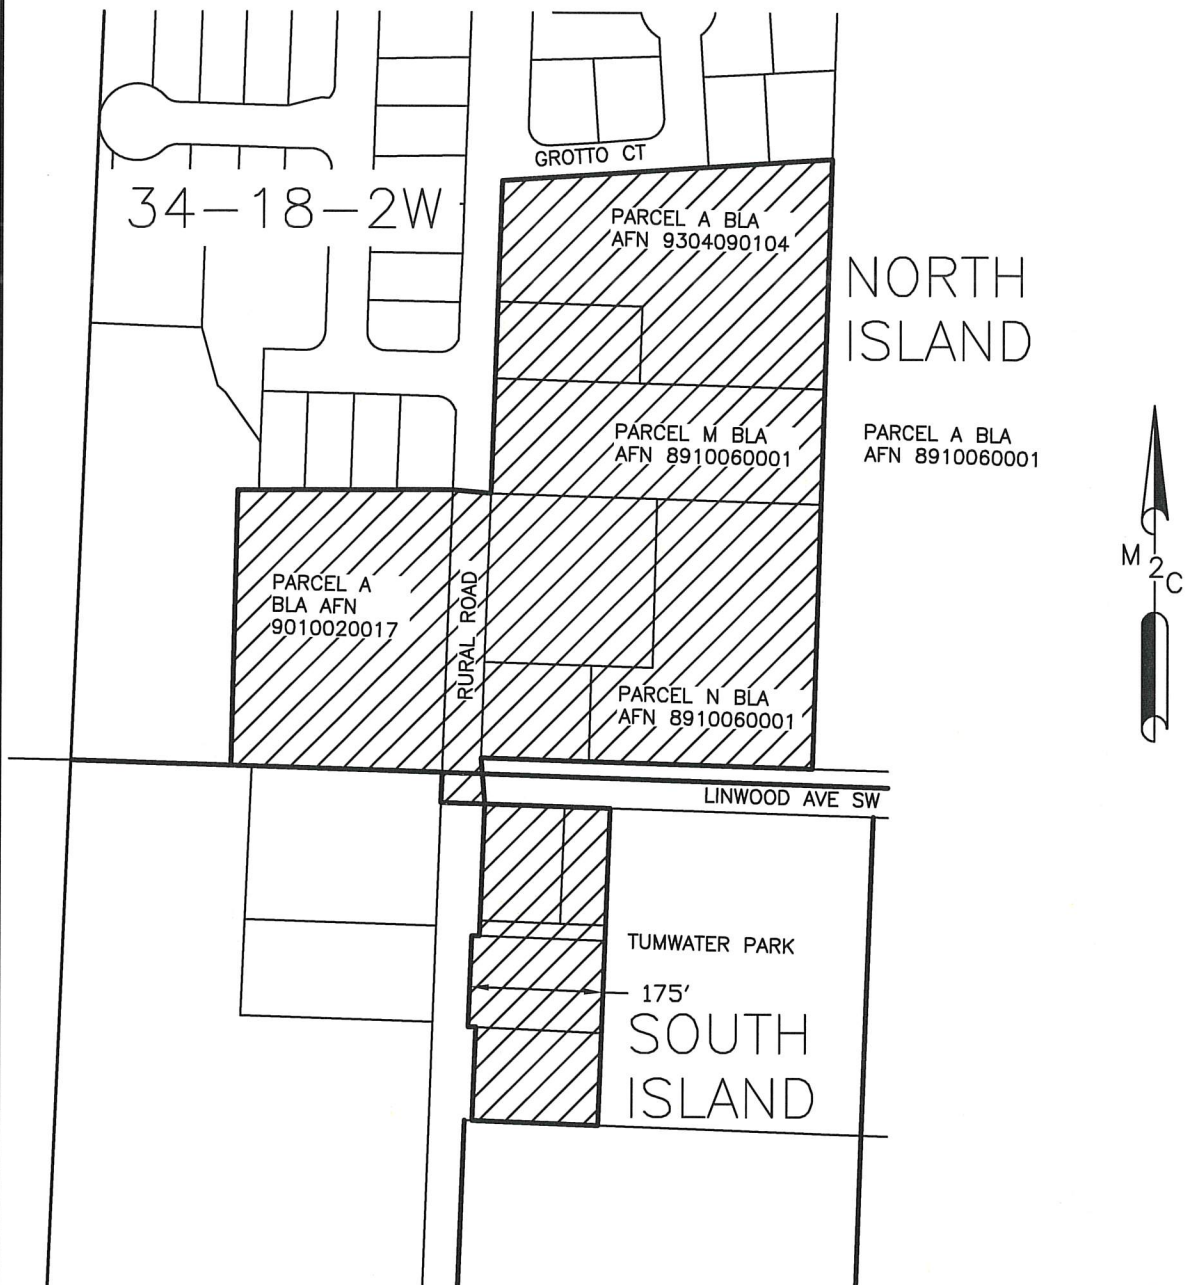 GROTTO CT
34-18-2W
PARCEL A BLA
AFN 9304090104
NORTH
ISLAND
PARCEL M BLA
AFN 8910060001
PARCEL A BLA
AFN 8910060001
M2C
PARCEL A
BLA AFN
9010020017
RURAL ROAD
PARCEL N BLA
AFN 8910060001
LINWOOD AVE SW
TUMWATER PARK
175'
SOUTH
ISLAND